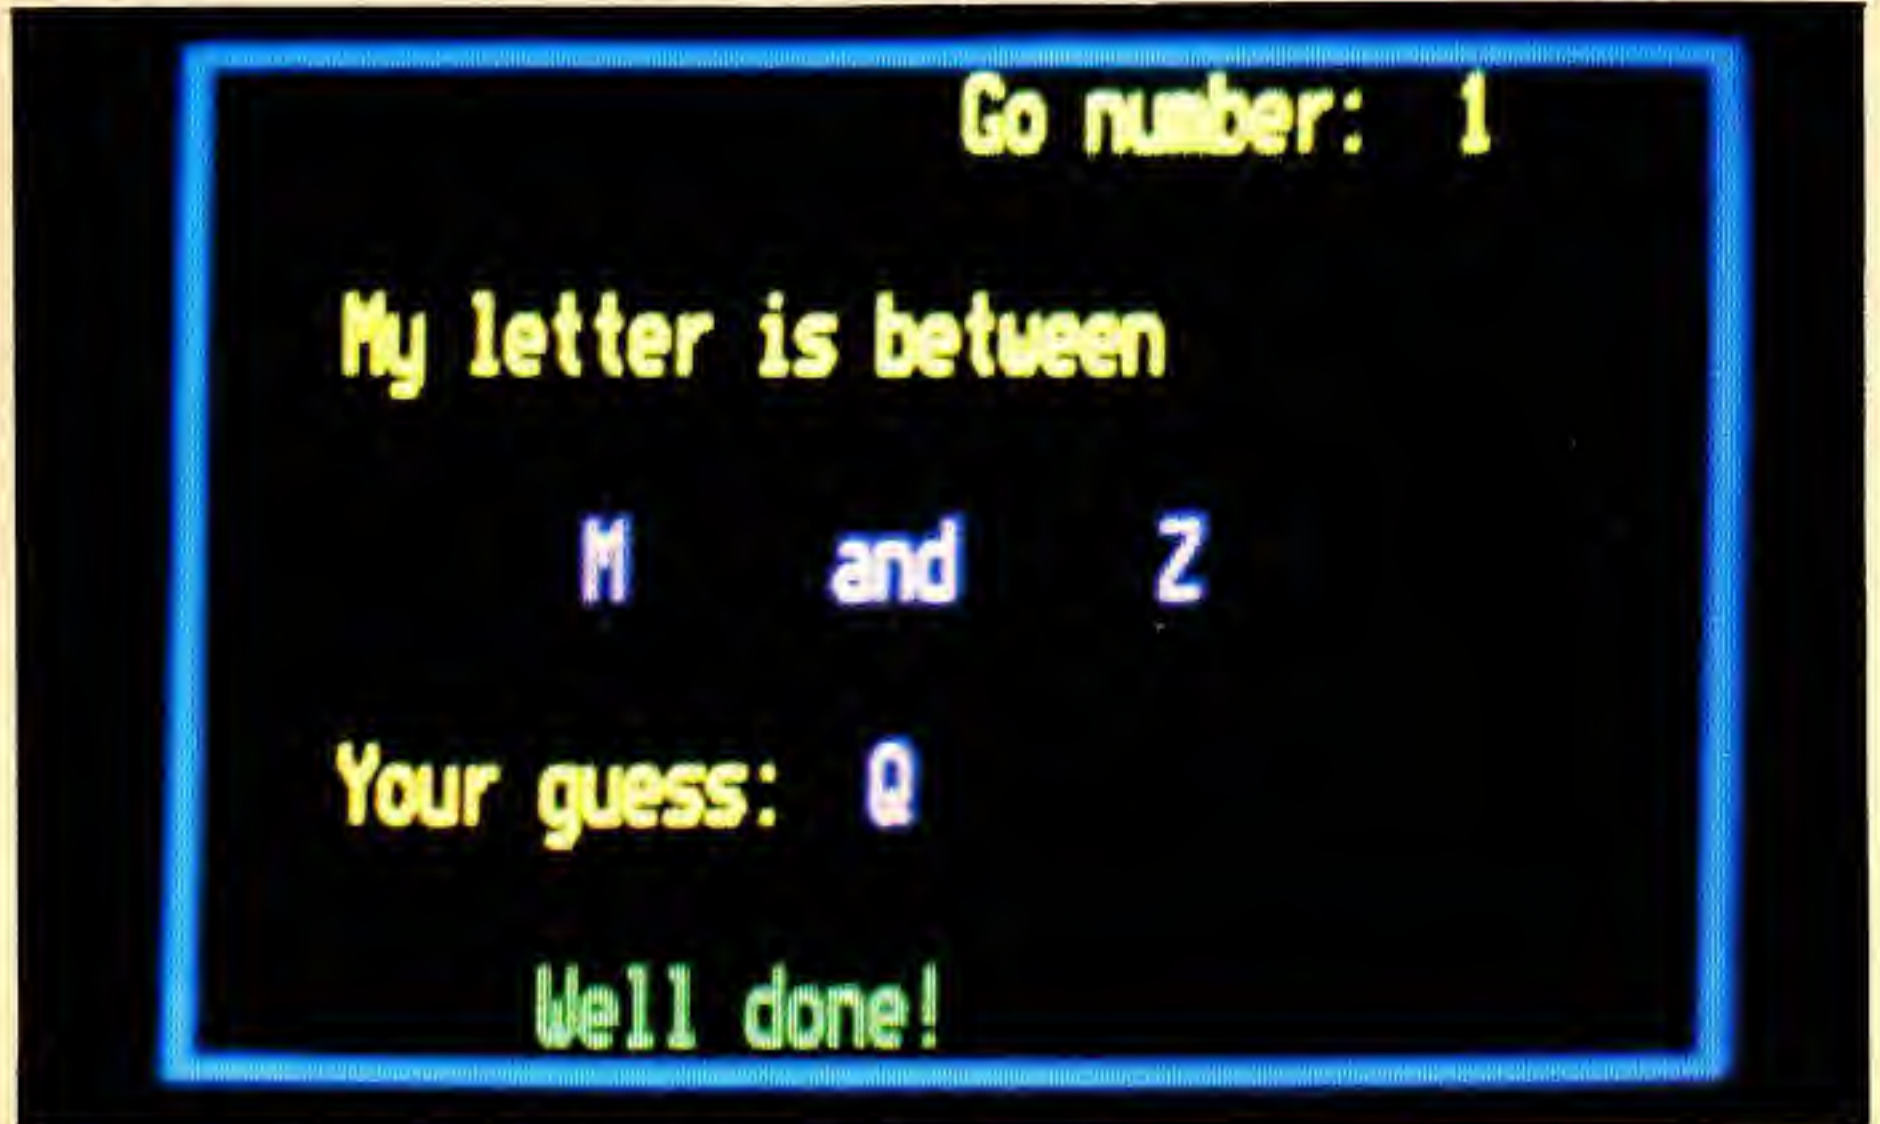 Go number: 1
My letter is between
M and Z
Your guess: Q
Well done!